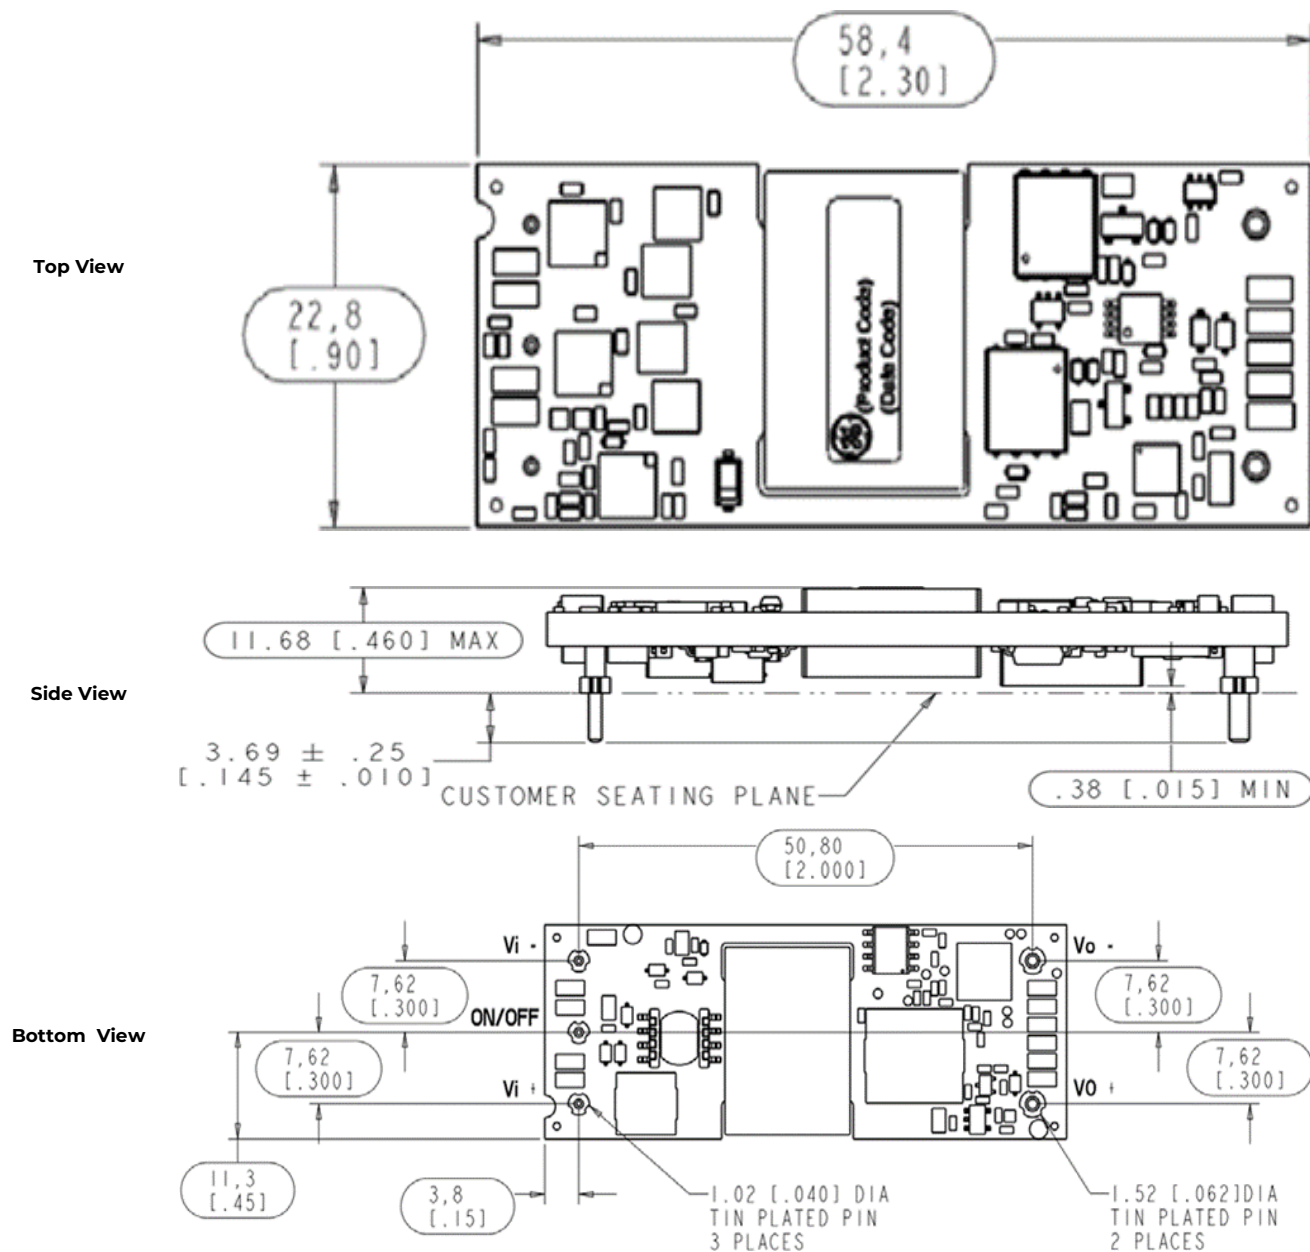 58,4
[2.30]
Top View
22,8
[.90]
(Product Code)
(Date Code)
11.68 [.460] MAX
Side View
3.69 ± .25
[.145 ± .010]
CUSTOMER SEATING PLANE
.38 [.015] MIN
50,80
[2.000]
Vi -
Vo -
7,62
[.300]
7,62
[.300]
ON/OFF
Bottom View
7,62
[.300]
7,62
[.300]
Vi +
VO +
11,3
[.45]
3,8
[.15]
1.02 [.040] DIA
TIN PLATED PIN
3 PLACES
1.52 [.062]DIA
TIN PLATED PIN
2 PLACES